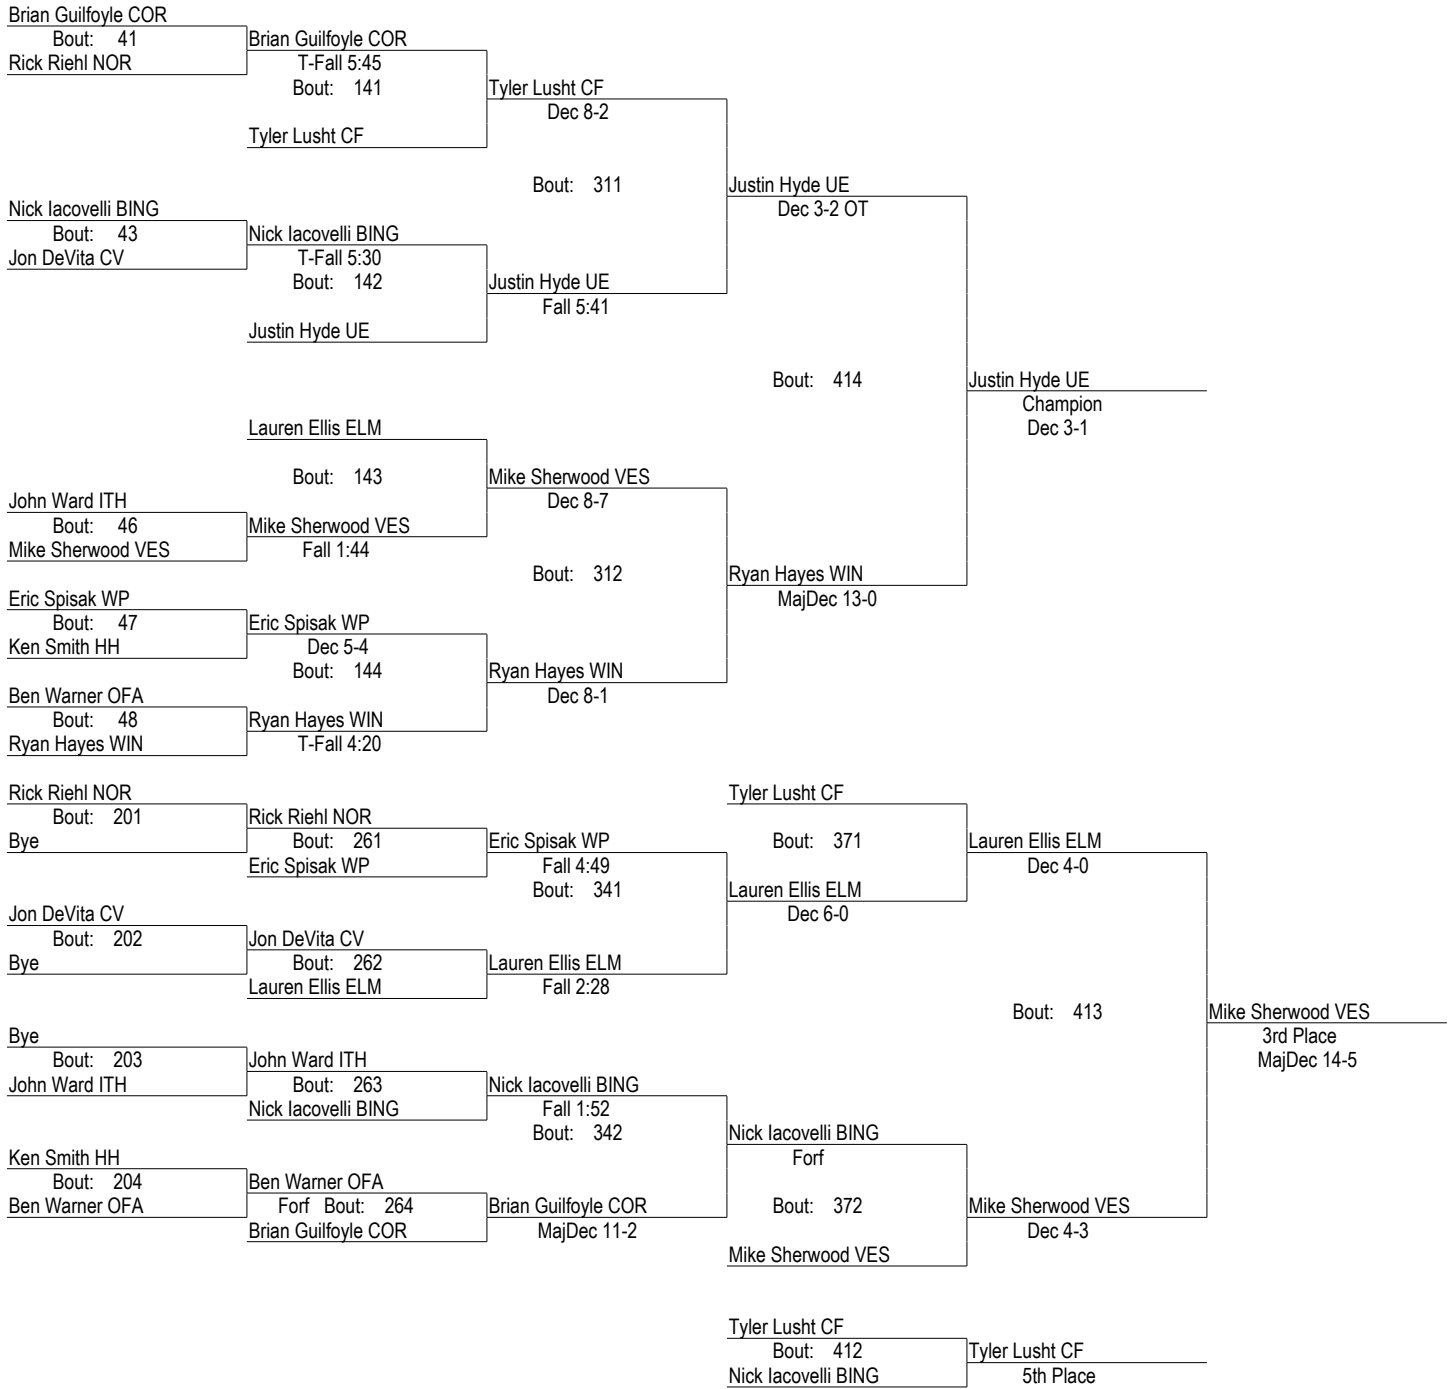 Brian Guilfoyle COR
Bout: 41
Brian Guilfoyle COR
Rick Riehl NOR
T-Fall 5:45
Bout: 141
Tyler Lusht CF
Dec 8-2
Tyler Lusht CF
Bout: 311
Justin Hyde UE
Dec 3-2 OT
Nick Iacovelli BING
Bout: 43
Nick Iacovelli BING
Jon DeVita CV
T-Fall 5:30
Bout: 142
Justin Hyde UE
Fall 5:41
Justin Hyde UE
Bout: 414
Justin Hyde UE
Champion
Dec 3-1
Lauren Ellis ELM
Bout: 143
Mike Sherwood VES
Dec 8-7
John Ward ITH
Bout: 46
Mike Sherwood VES
Mike Sherwood VES
Fall 1:44
Bout: 312
Ryan Hayes WIN
MajDec 13-0
Eric Spisak WP
Bout: 47
Eric Spisak WP
Ken Smith HH
Dec 5-4
Bout: 144
Ryan Hayes WIN
Dec 8-1
Ben Warner OFA
Bout: 48
Ryan Hayes WIN
Ryan Hayes WIN
T-Fall 4:20
Rick Riehl NOR
Tyler Lusht CF
Bout: 201
Rick Riehl NOR
Bye
Bout: 261
Eric Spisak WP
Bout: 371
Lauren Ellis ELM
Eric Spisak WP
Fall 4:49
Dec 4-0
Bout: 341
Lauren Ellis ELM
Dec 6-0
Jon DeVita CV
Bout: 202
Jon DeVita CV
Bye
Bout: 262
Lauren Ellis ELM
Lauren Ellis ELM
Fall 2:28
Bout: 413
Mike Sherwood VES
3rd Place
MajDec 14-5
Bye
Bout: 203
John Ward ITH
John Ward ITH
Bout: 263
Nick Iacovelli BING
Nick Iacovelli BING
Fall 1:52
Bout: 342
Nick Iacovelli BING
Forf
Ken Smith HH
Bout: 204
Ben Warner OFA
Ben Warner OFA
Forf Bout: 264
Brian Guilfoyle COR
Bout: 372
Mike Sherwood VES
Brian Guilfoyle COR
MajDec 11-2
Dec 4-3
Mike Sherwood VES
Tyler Lusht CF
Bout: 412
Tyler Lusht CF
Nick Iacovelli BING
5th Place